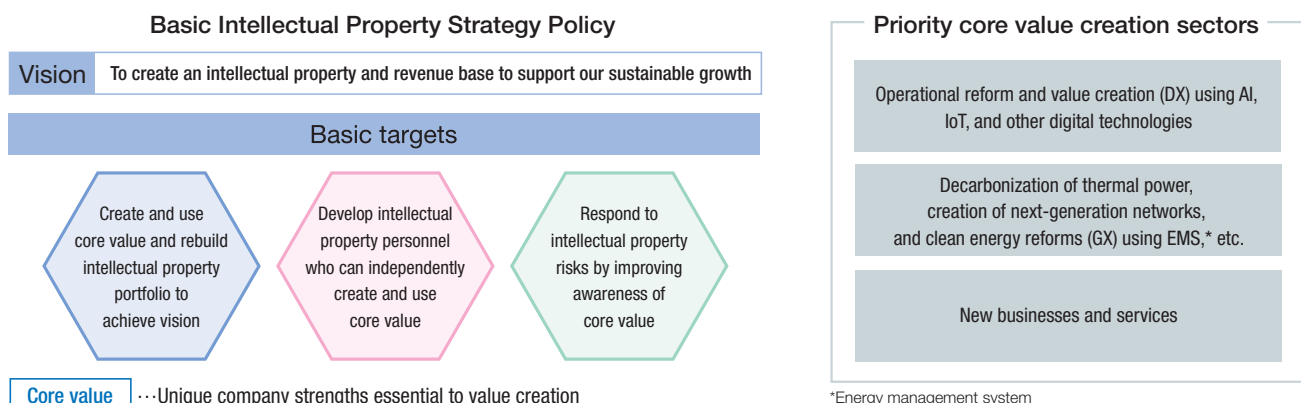 Basic Intellectual Property Strategy Policy
Vision
To create an intellectual property and revenue base to support our sustainable growth
Basic targets
Create and use
core value and rebuild
intellectual property
portfolio to
achieve vision
Develop intellectual
property personnel
who can independently
create and use
core value
Respond to
intellectual property
risks by improving
awareness of
core value
Core value
···Unique company strengths essential to value creation
Priority core value creation sectors
Operational reform and value creation (DX) using AI,
IoT, and other digital technologies
Decarbonization of thermal power,
creation of next-generation networks,
and clean energy reforms (GX) using EMS,* etc.
New businesses and services
*Energy management system